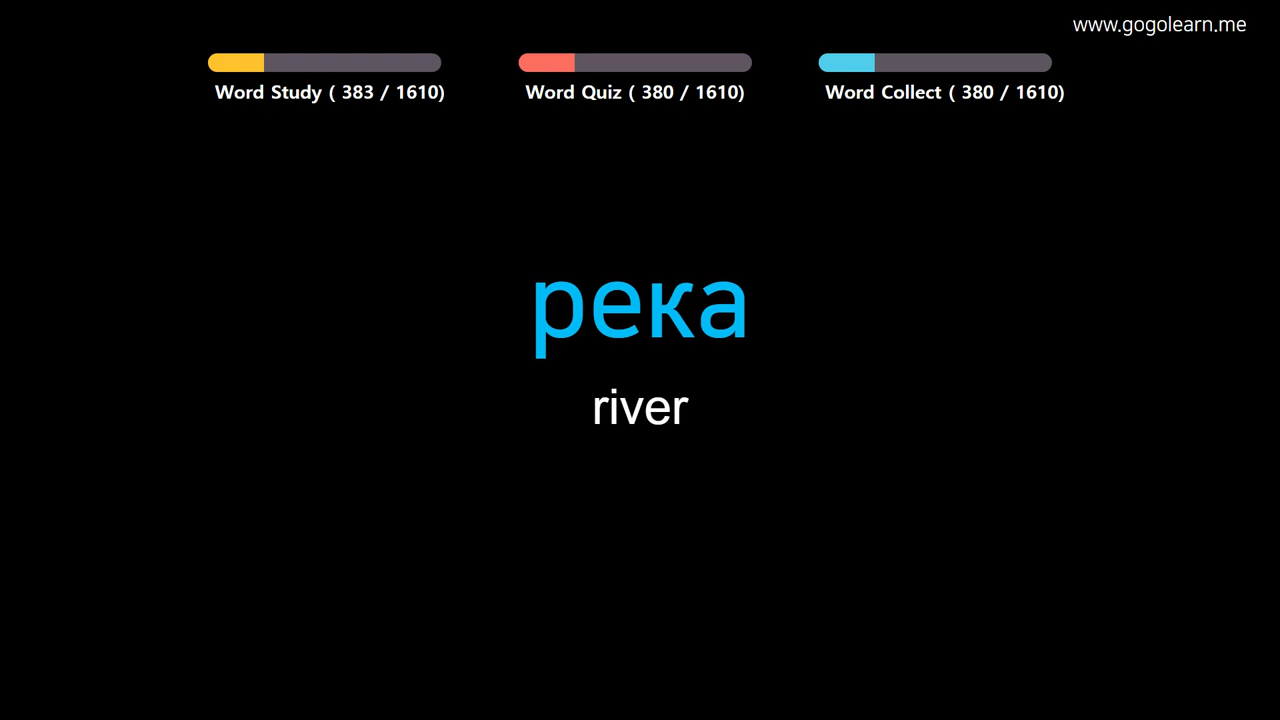 www.gogolearn.me
Word Study ( 383 / 1610)
Word Quiz ( 380 / 1610)
Word Collect ( 380 / 1610)
река
river